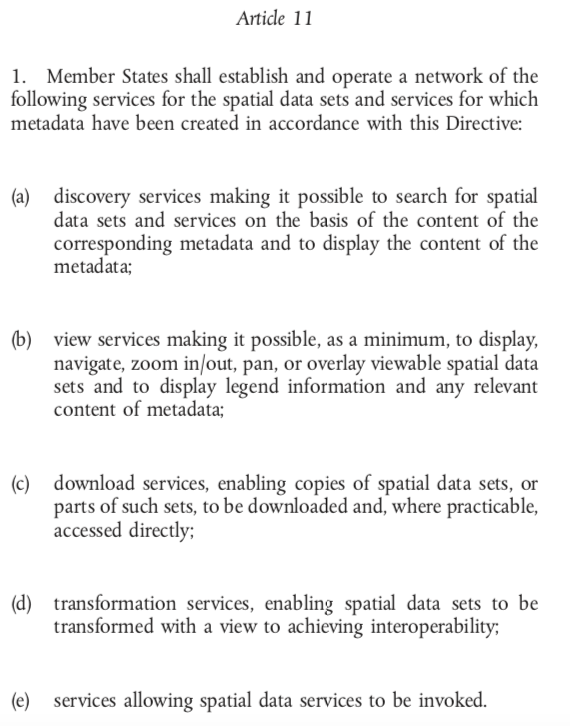 Article 11
1. Member States shall establish and operate a network of the
following services for the spatial data sets and services for which
metadata have been created in accordance with this Directive:
(a) discovery services making it possible to search for spatial
data sets and services on the basis of the content of the
corresponding metadata and to display the content of the
metadata;
(b) view services making it possible, as a minimum, to display,
navigate, zoom in/out, pan, or overlay viewable spatial data
sets and to display legend information and any relevant
content of metadata;
(c) download services, enabling copies of spatial data sets, or
parts of such sets, to be downloaded and, where practicable,
accessed directly;
(d) transformation services, enabling spatial data sets to be
transformed with a view to achieving interoperability;
(e) services allowing spatial data services to be invoked.